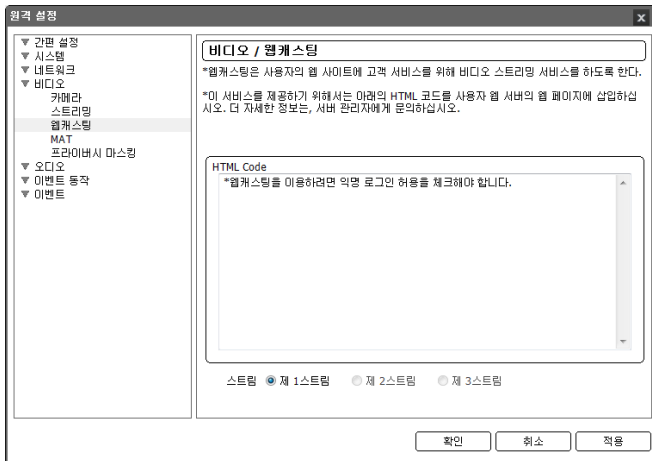 원격 설정
x
▼ 간편 설정
▼ 시스템
▼ 네트워크
▼ 비디오
카메라
스트리밍
웹캐스팅
MAT
프라이버시 마스킹
▼ 오디오
▼ 이벤트 동작
▼ 이벤트
비디오 / 웹캐스팅
*웹캐스팅은 사용자의 웹 사이트에 고객 서비스를 위해 비디오 스트리밍 서비스를 하도록 한다.
*이 서비스를 제공하기 위해서는 아래의 HTML 코드를 사용자 웹 서버의 웹 페이지에 삽입하십
시오. 더 자세한 정보는, 서버 관리자에게 문의하십시오.
HTML Code
*웹캐스팅을 이용하려면 익명 로그인 허용을 체크해야 합니다.
스트림 제 1스트림 제 2스트림 제 3스트림
확인 취소 적용